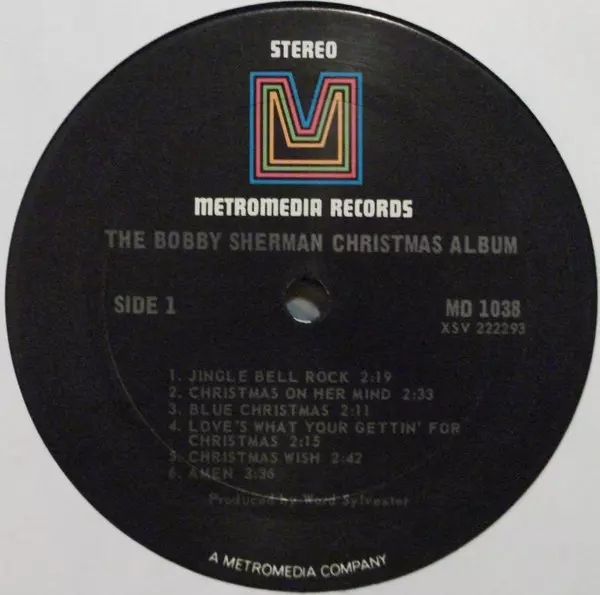 STEREO
METROMEDIA RECORDS
THE BOBBY SHERMAN CHRISTMAS ALBUM
SIDE 1
MD 1038
XSV 222293
1. JINGLE BELL ROCK 2:19
2. CHRISTMAS ON HER MIND 2:33
3. BLUE CHRISTMAS 2:11
4. LOVE'S WHAT YOUR GETTIN' FOR
CHRISTMAS 2:15
5. CHRISTMAS WISH 2:42
6. AMEN 3:36
Produced by Ward Sylvester
A METROMEDIA COMPANY